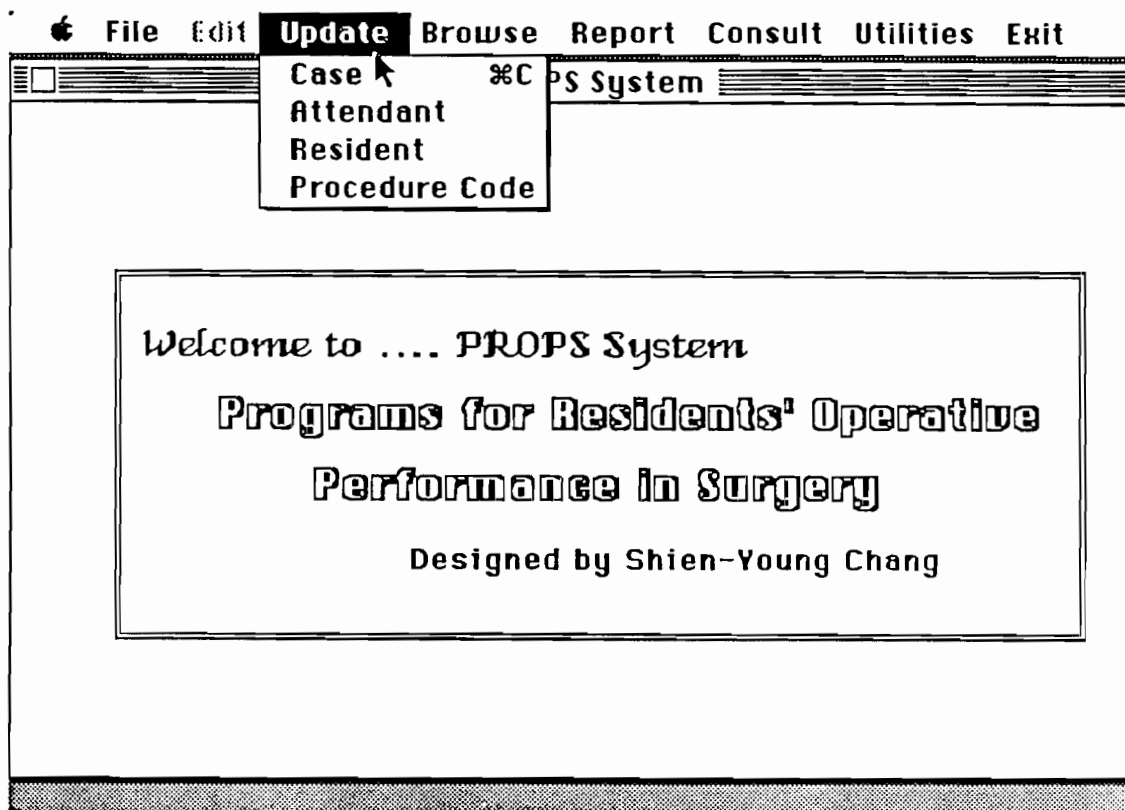 File Edit Update Browse Report Consult Utilities Exit
PS System
Case ⌘C
Attendant
Resident
Procedure Code
Welcome to .... PROPS System
Programs for Residents' Operative
Performance in Surgery
Designed by Shien-Young Chang